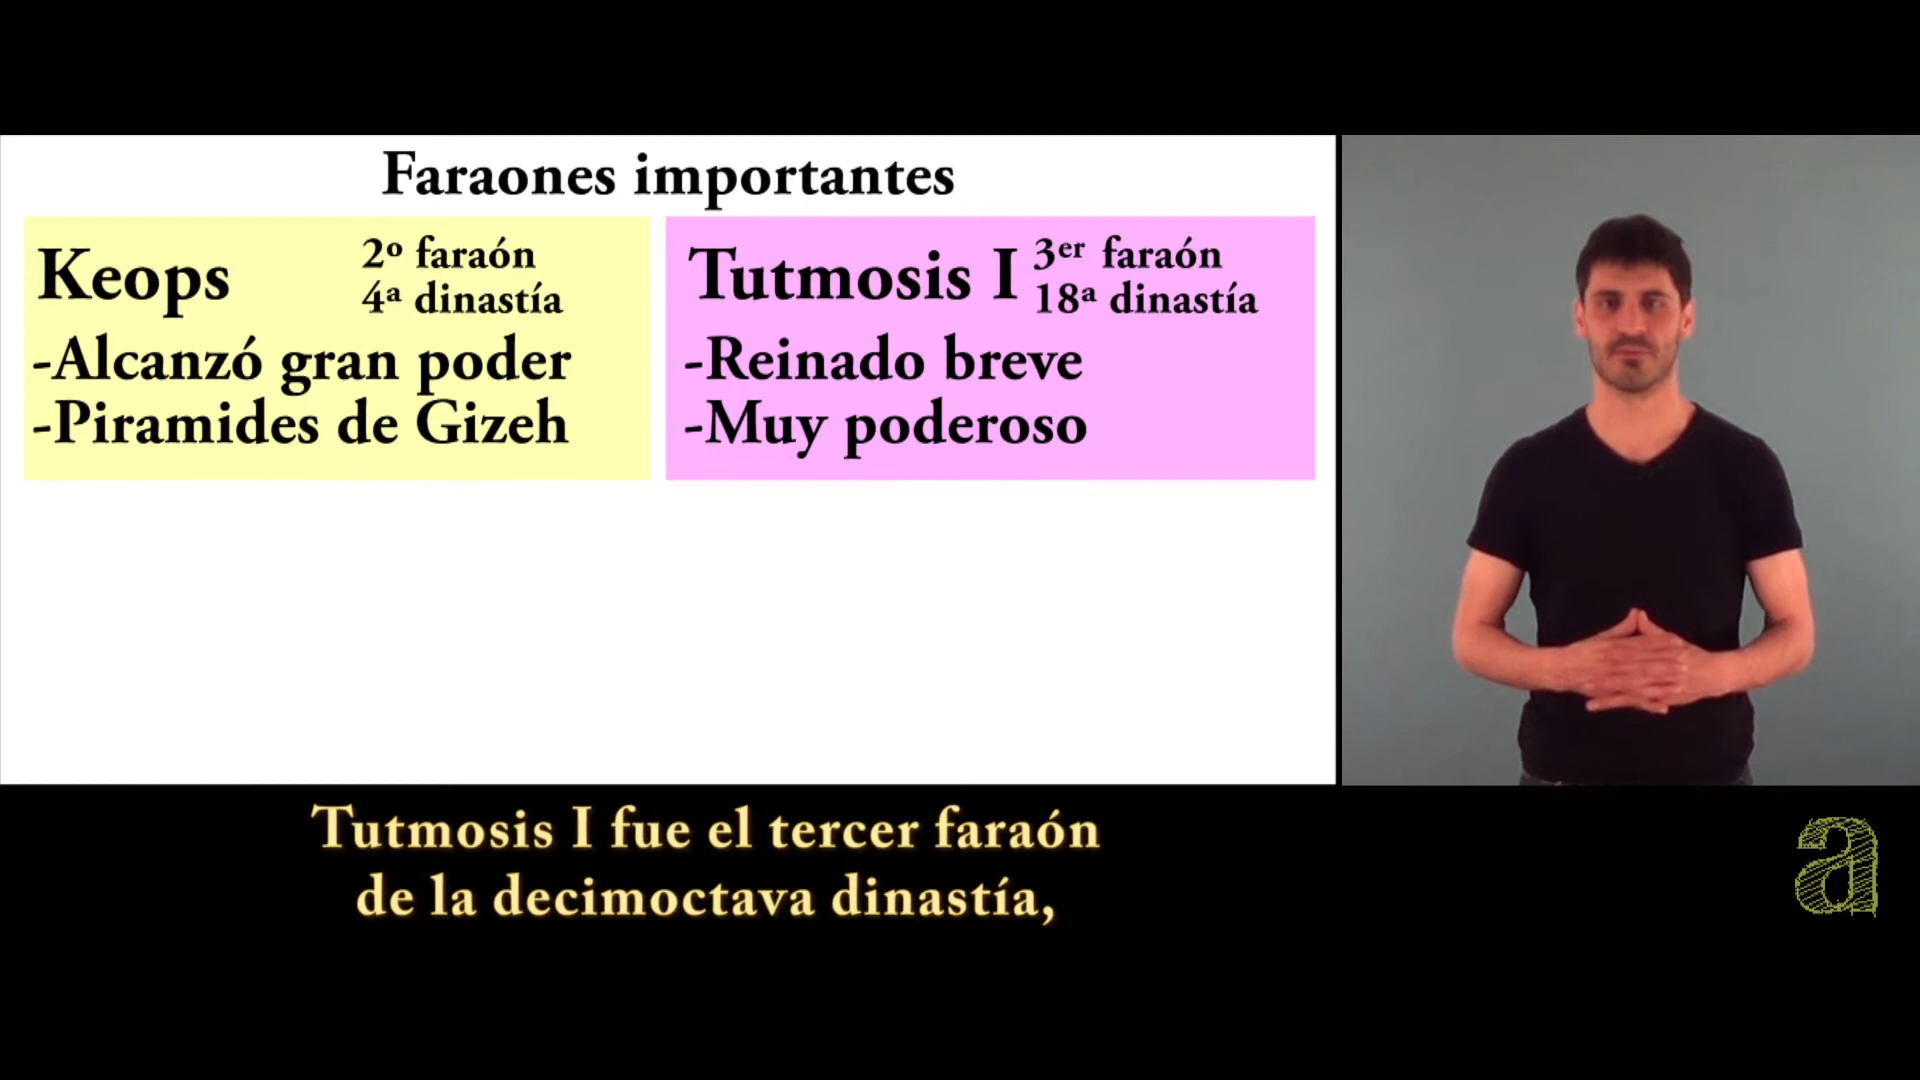 Faraones importantes
Keops
2º faraón
4ª dinastía
-Alcanzó gran poder
-Piramides de Gizeh
Tutmosis I
3er faraón
18ª dinastía
-Reinado breve
-Muy poderoso
Tutmosis I fue el tercer faraón
de la decimoctava dinastía,
a